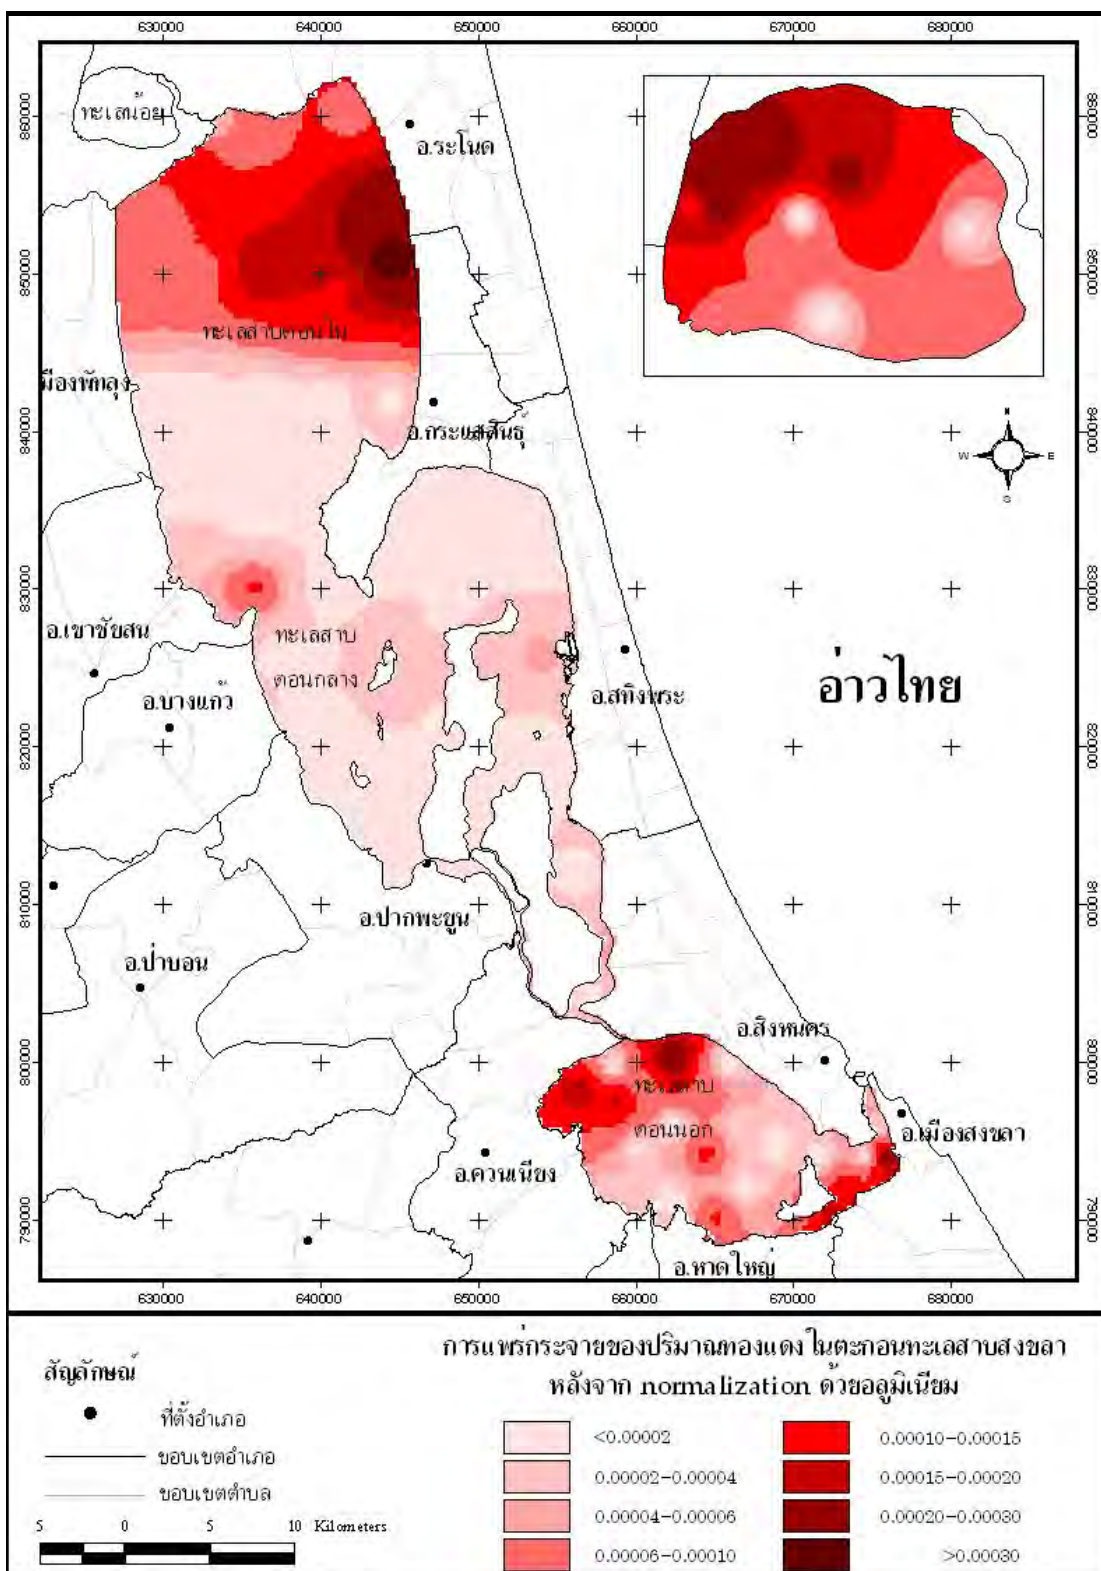 630000 640000 650000 660000 670000 680000
860000 850000 840000 830000 820000 810000 800000 790000
860000 850000 840000 830000 820000 810000 800000 790000
ทะเลน้อย
อ.ระโนด
ทะเลสาบตอนใน
เมืองพัทลุง
อ.กระแสสินธุ์
N
W E
S
อ.เขาชัยสน
ทะเลสาบ
ตอนกลาง
อ.บางแก้ว
อ.สทิงพระ
อ่าวไทย
อ.ปากพะยูน
อ.ป่าบอน
อ.สิงหนคร
ทะเลสาบ
ตอนนอก
อ.เมืองสงขลา
อ.ควนเนียง
อ.หาดใหญ่
630000 640000 650000 660000 670000 680000
สัญลักษณ์
ที่ตั้งอำเภอ
ขอบเขตอำเภอ
ขอบเขตตำบล
5 0 5 10 Kilometers
การแพร่กระจายของปริมาณทองแดงในตะกอนทะเลสาบสงขลา
หลังจาก normalization ด้วยอลูมิเนียม
<0.00002
0.00002-0.00004
0.00004-0.00006
0.00006-0.00010
0.00010-0.00015
0.00015-0.00020
0.00020-0.00030
>0.00030